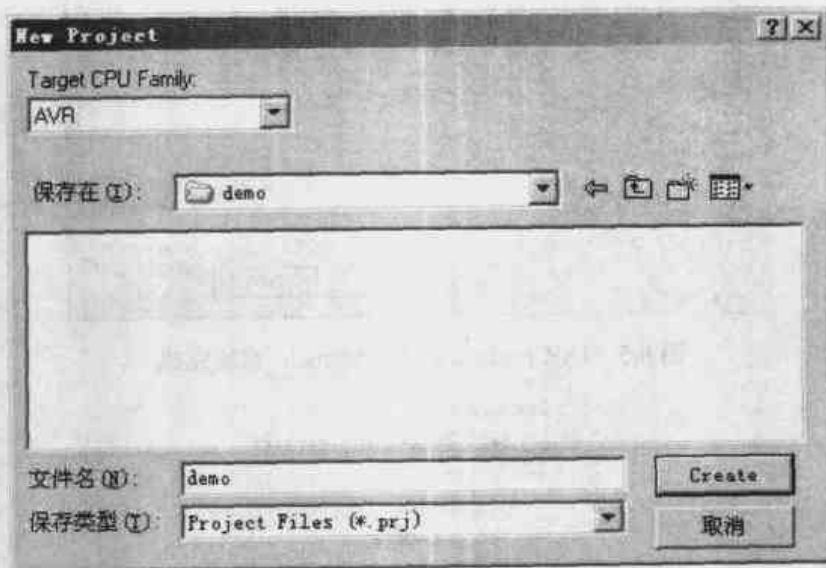 New Project
Target CPU Family:
AVR
保存在(I):
demo
文件名(N):
demo
Create
保存类型(T):
Project Files (*.prj)
取消